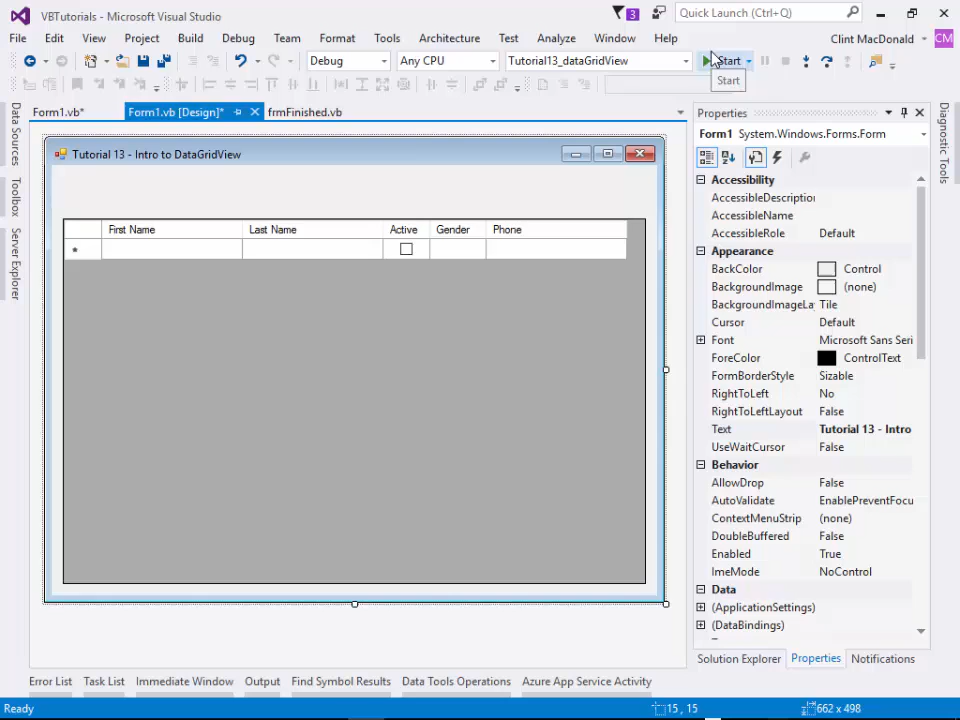 VBTutorials - Microsoft Visual Studio
3
Quick Launch (Ctrl+Q)
File Edit View Project Build Debug Team Format Tools Architecture Test Analyze Window Help
Clint MacDonald CM
Debug Any CPU Tutorial13_dataGridView Start
Start
Form1.vb* Form1.vb [Design]* frmFinished.vb
Data Sources
Toolbox
Server Explorer
Tutorial 13 - Intro to DataGridView
First Name Last Name Active Gender Phone
Properties
Form1 System.Windows.Forms.Form
Accessibility
AccessibleDescription
AccessibleName
AccessibleRole Default
Appearance
BackColor Control
BackgroundImage (none)
BackgroundImageLa Tile
Cursor Default
Font Microsoft Sans Seri
ForeColor ControlText
FormBorderStyle Sizable
RightToLeft No
RightToLeftLayout False
Text Tutorial 13 - Intro
UseWaitCursor False
Behavior
AllowDrop False
AutoValidate EnablePreventFocu
ContextMenuStrip (none)
DoubleBuffered False
Enabled True
ImeMode NoControl
Data
(ApplicationSettings)
(DataBindings)
Diagnostic Tools
Solution Explorer Properties Notifications
Error List Task List Immediate Window Output Find Symbol Results Data Tools Operations Azure App Service Activity
Ready 15 , 15 662 x 498